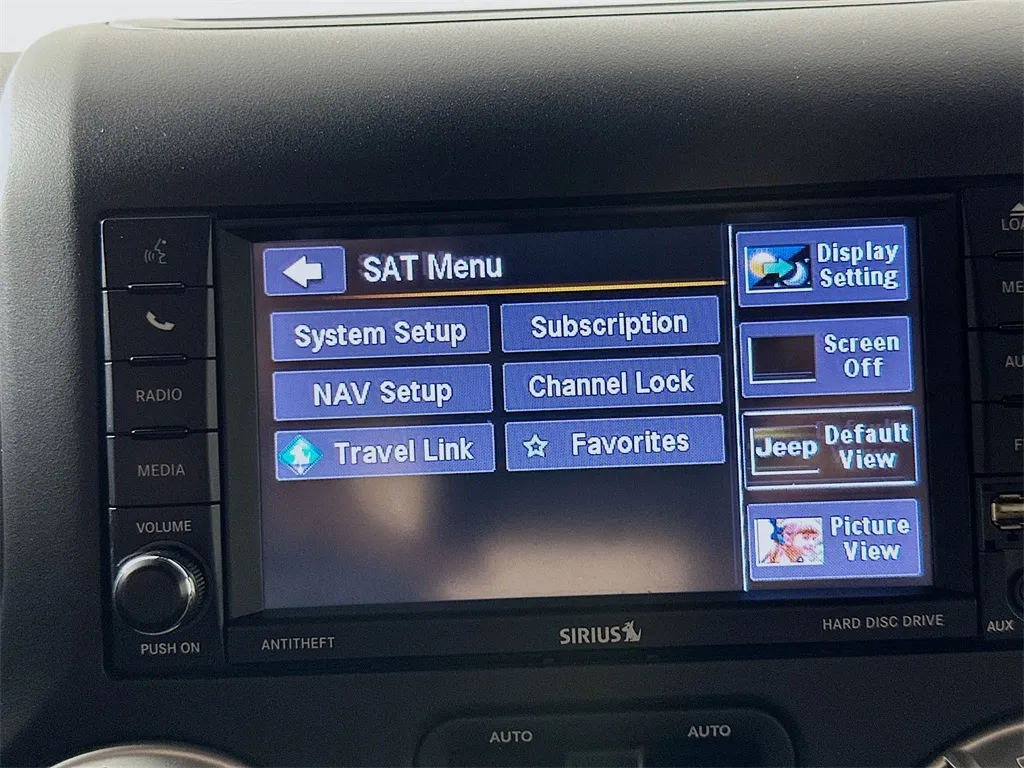 SAT Menu
System Setup
Subscription
NAV Setup
Channel Lock
Travel Link
Favorites
Display
Setting
Screen
Off
Jeep
Default
View
Picture
View
RADIO
MEDIA
VOLUME
PUSH ON
ANTITHEFT
SIRIUS
HARD DISC DRIVE
AUX
AUTO
AUTO